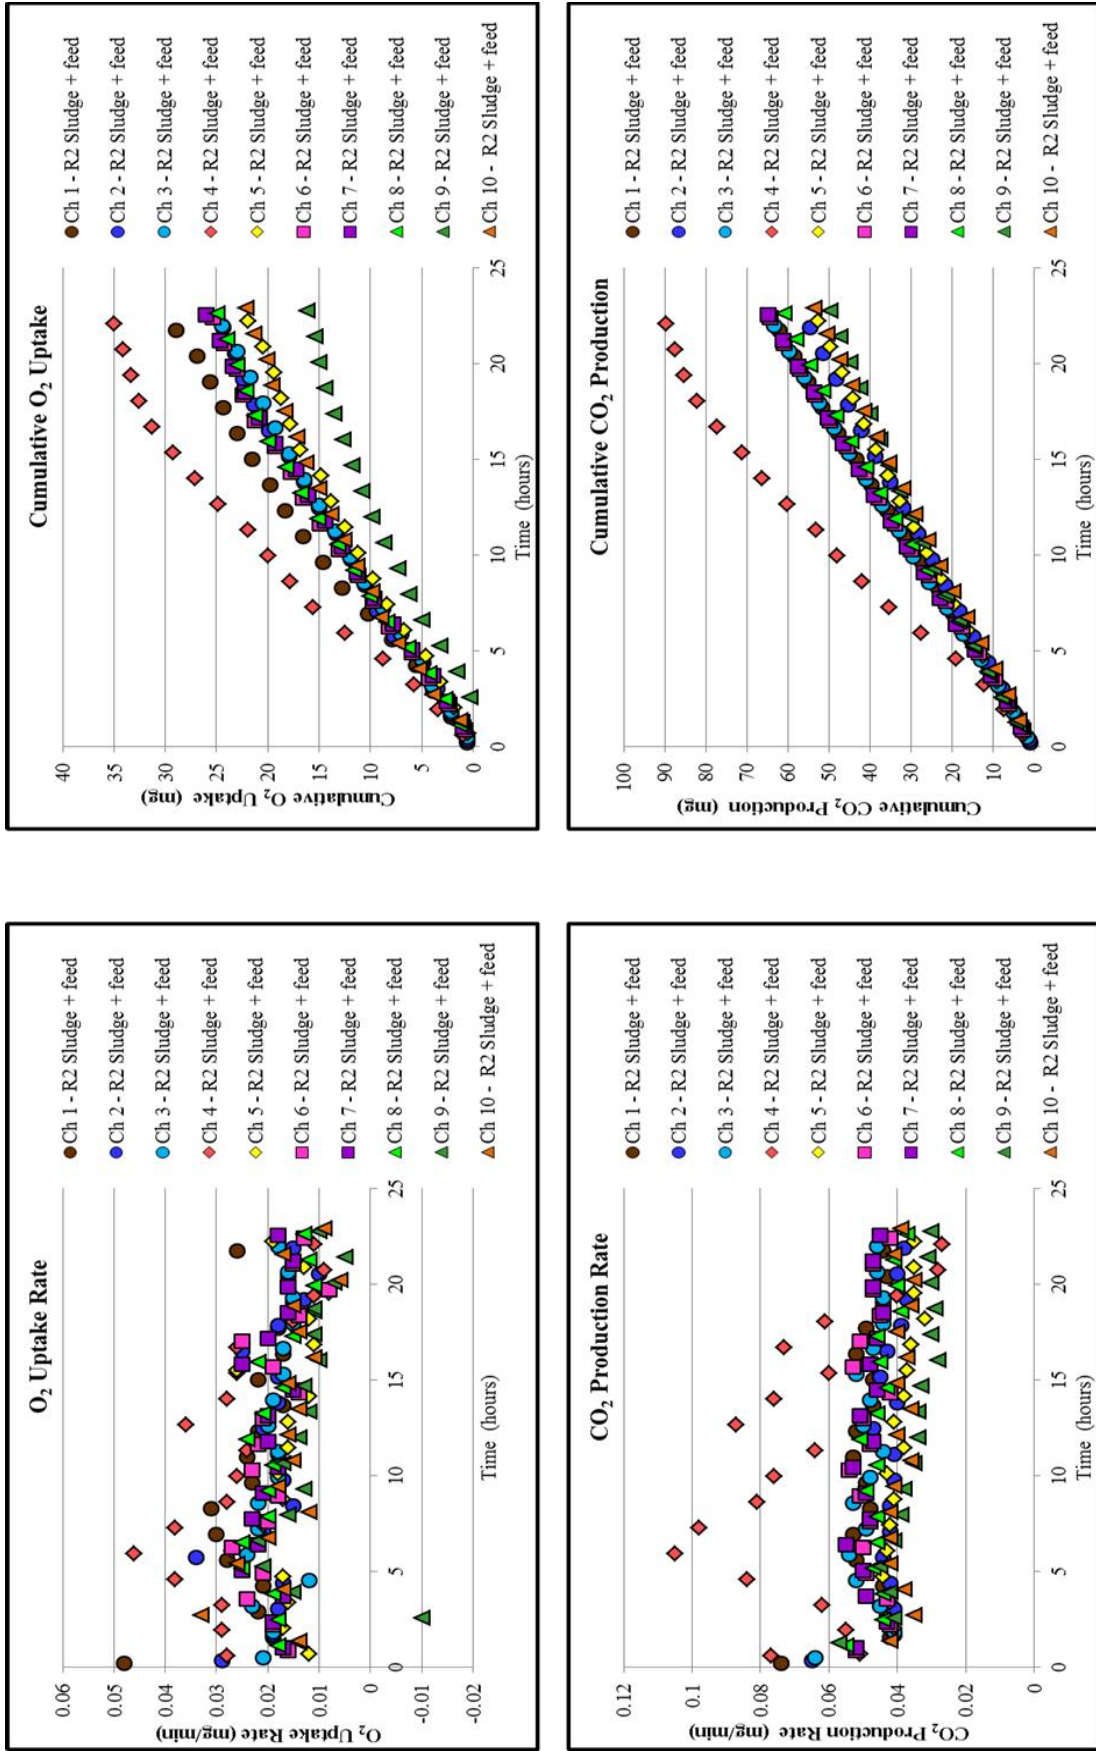 O2 Uptake Rate
0.06
0.05
0.04
0.03
0.02
0.01
0
-0.01
-0.02
O2 Uptake Rate (mg/min)
0
5
10
15
20
25
Time (hours)
Ch 1 - R2 Sludge + feed
Ch 2 - R2 Sludge + feed
Ch 3 - R2 Sludge + feed
Ch 4 - R2 Sludge + feed
Ch 5 - R2 Sludge + feed
Ch 6 - R2 Sludge + feed
Ch 7 - R2 Sludge + feed
Ch 8 - R2 Sludge + feed
Ch 9 - R2 Sludge + feed
Ch 10 - R2 Sludge + feed
Cumulative O2 Uptake
40
35
30
25
20
15
10
5
0
Cumulative O2 Uptake (mg)
0
5
10
15
20
25
Time (hours)
Ch 1 - R2 Sludge + feed
Ch 2 - R2 Sludge + feed
Ch 3 - R2 Sludge + feed
Ch 4 - R2 Sludge + feed
Ch 5 - R2 Sludge + feed
Ch 6 - R2 Sludge + feed
Ch 7 - R2 Sludge + feed
Ch 8 - R2 Sludge + feed
Ch 9 - R2 Sludge + feed
Ch 10 - R2 Sludge + feed
CO2 Production Rate
0.12
0.1
0.08
0.06
0.04
0.02
0
CO2 Production Rate (mg/min)
0
5
10
15
20
25
Time (hours)
Ch 1 - R2 Sludge + feed
Ch 2 - R2 Sludge + feed
Ch 3 - R2 Sludge + feed
Ch 4 - R2 Sludge + feed
Ch 5 - R2 Sludge + feed
Ch 6 - R2 Sludge + feed
Ch 7 - R2 Sludge + feed
Ch 8 - R2 Sludge + feed
Ch 9 - R2 Sludge + feed
Ch 10 - R2 Sludge + feed
Cumulative CO2 Production
100
90
80
70
60
50
40
30
20
10
0
Cumulative CO2 Production (mg)
0
5
10
15
20
25
Time (hours)
Ch 1 - R2 Sludge + feed
Ch 2 - R2 Sludge + feed
Ch 3 - R2 Sludge + feed
Ch 4 - R2 Sludge + feed
Ch 5 - R2 Sludge + feed
Ch 6 - R2 Sludge + feed
Ch 7 - R2 Sludge + feed
Ch 8 - R2 Sludge + feed
Ch 9 - R2 Sludge + feed
Ch 10 - R2 Sludge + feed